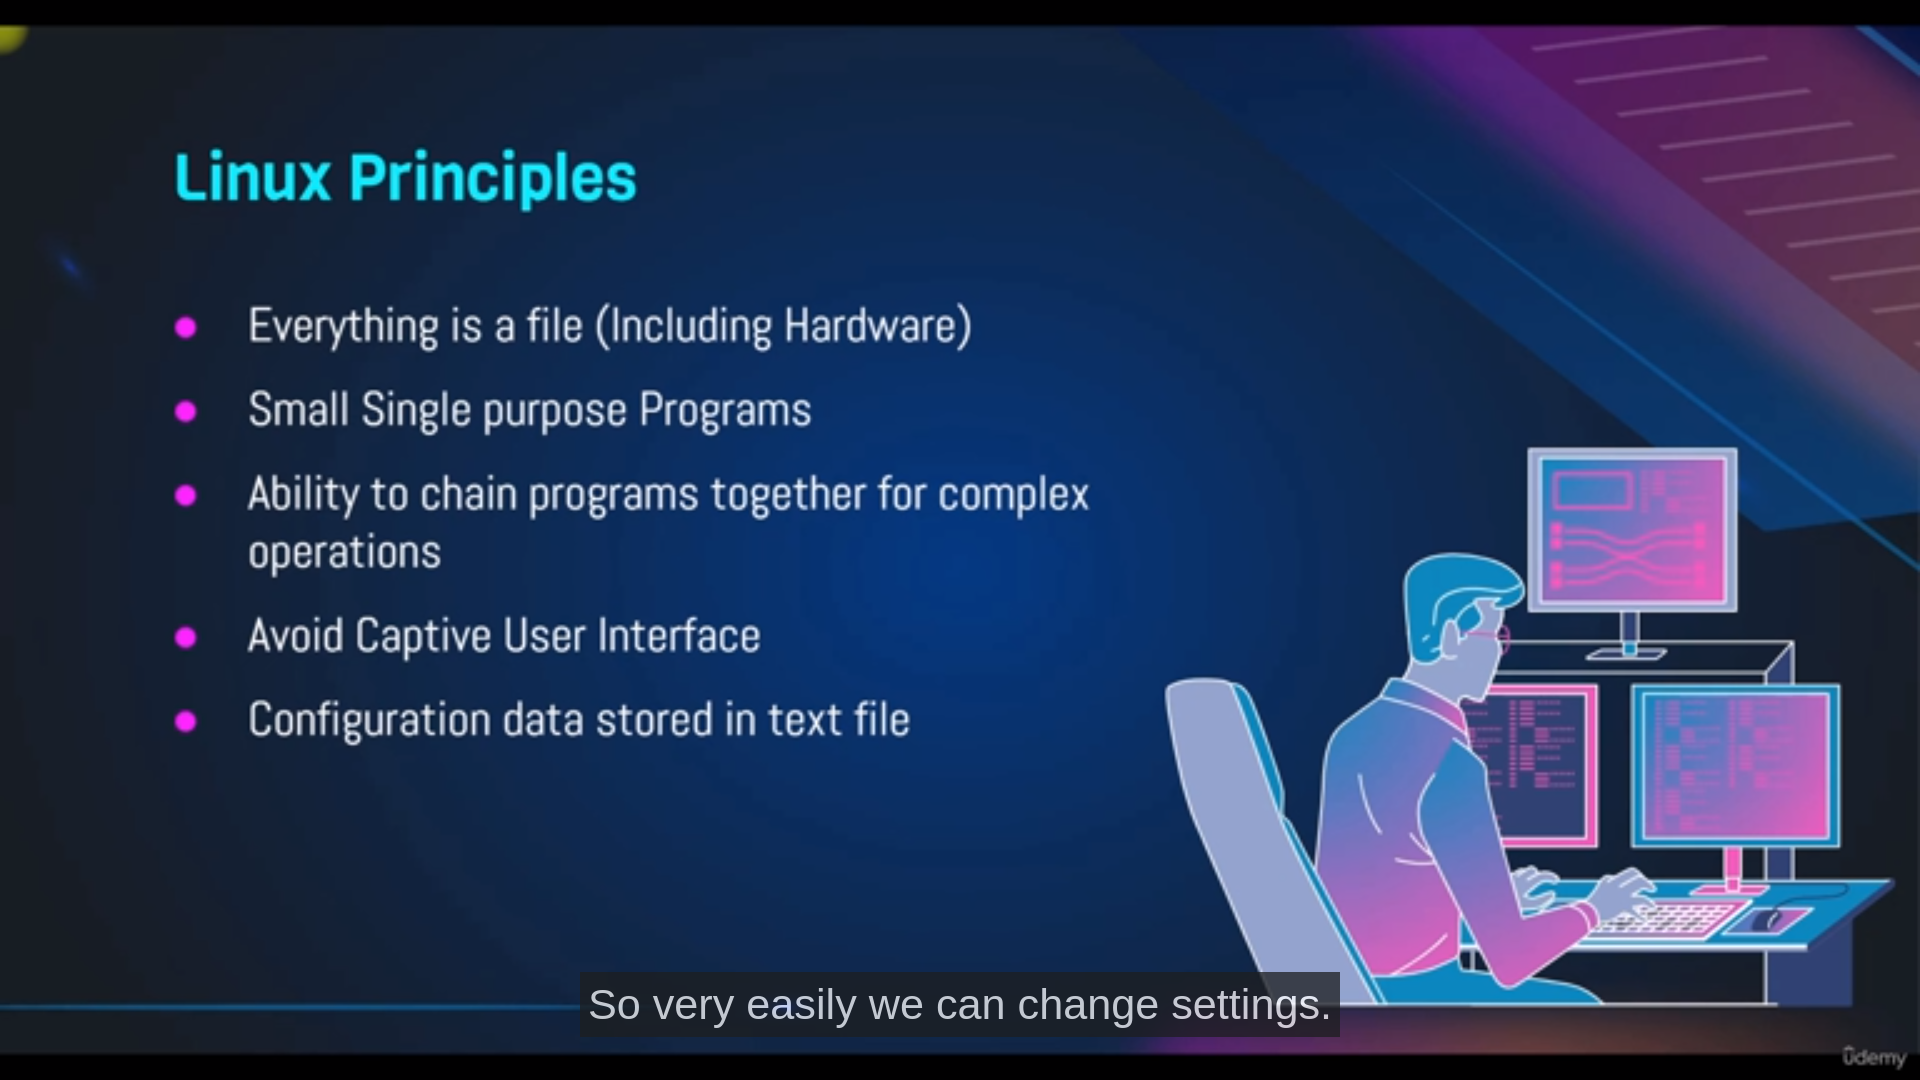 Linux Principles
Everything is a file (Including Hardware)
Small Single purpose Programs
Ability to chain programs together for complex
operations
Avoid Captive User Interface
Configuration data stored in text file
So very easily we can change settings.
ûdemy